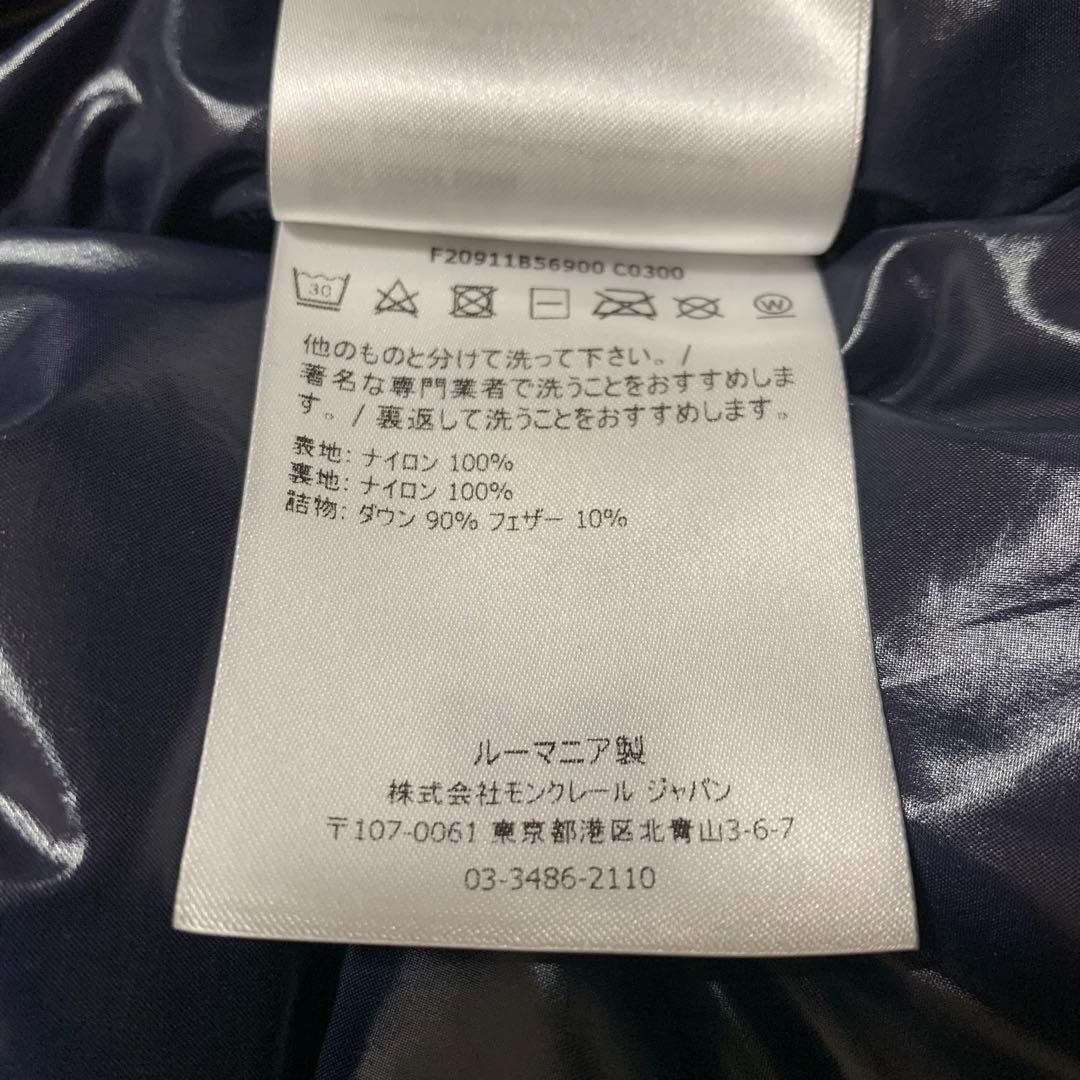 F20911B56900 C0300
30
W
他のものと分けて洗って下さい。/
著名な専門業者で洗うことをおすすめしま
す。/ 裏返して洗うことをおすすめします。
表地: ナイロン 100%
裏地: ナイロン 100%
詰物: ダウン 90% フェザー 10%
ルーマニア製
株式会社モンクレール ジャパン
〒107-0061 東京都港区北青山3-6-7
03-3486-2110